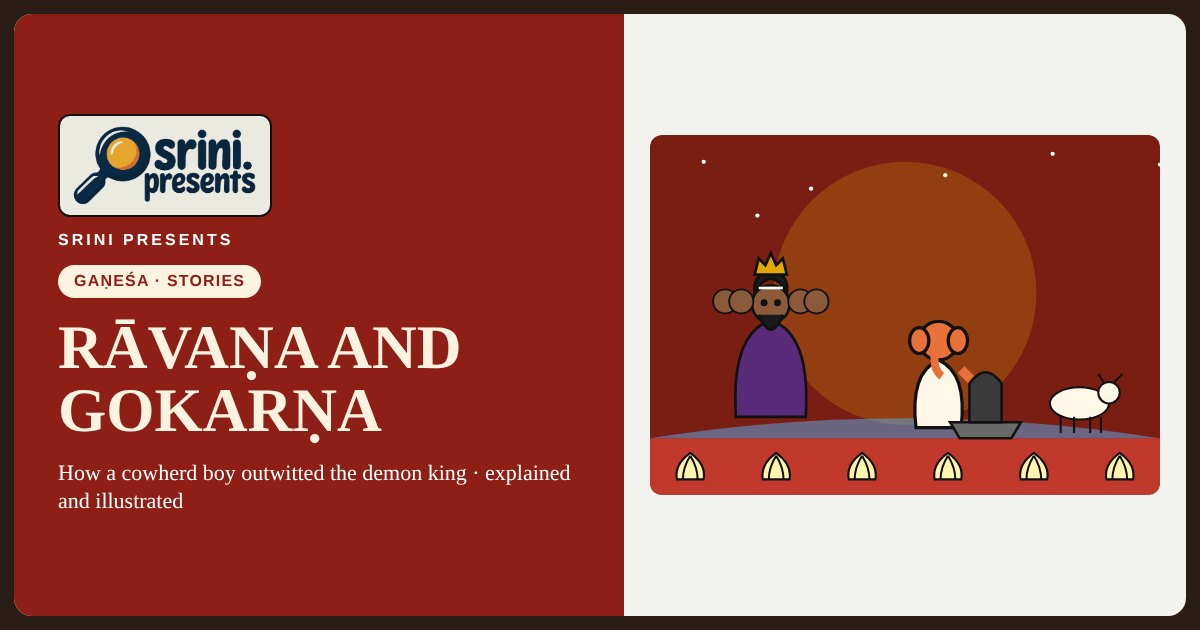 srini.
presents
SRINI PRESENTS
GAṆEŚA · STORIES
RĀVAṆA AND
GOKARṆA
How a cowherd boy outwitted the demon king · explained
and illustrated